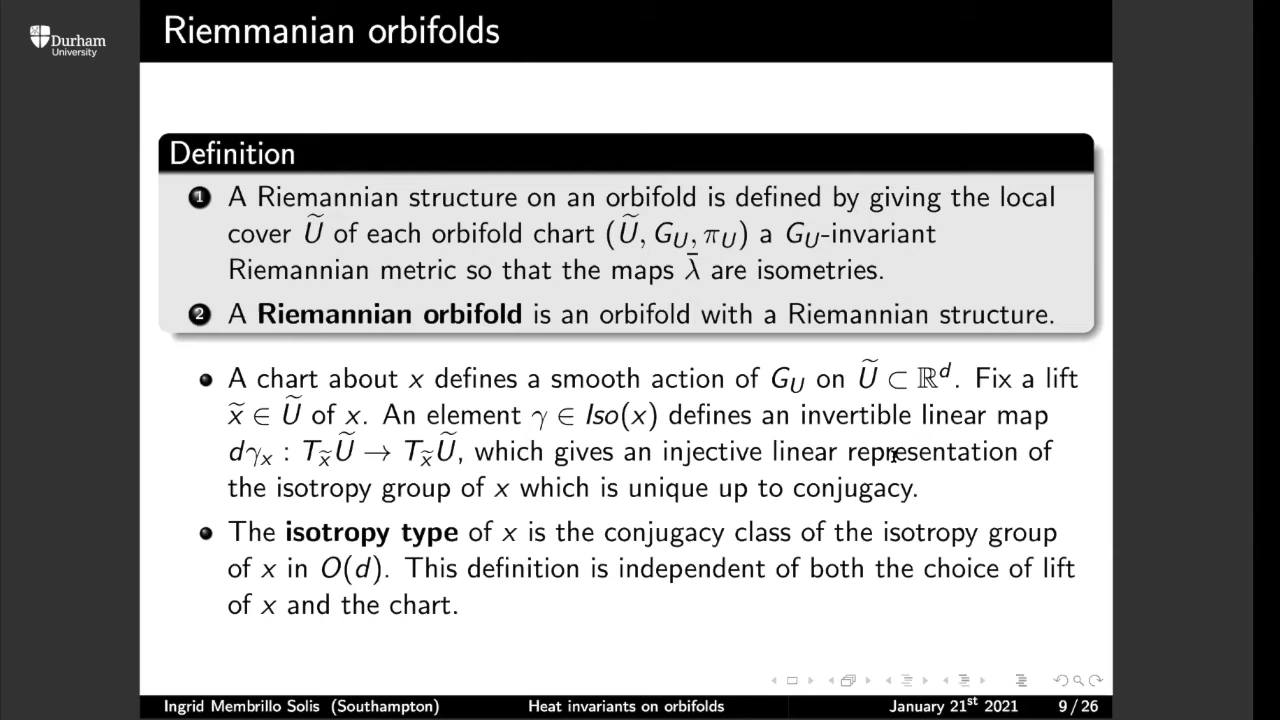 Durham
University
Riemmanian orbifolds
Definition
1 A Riemannian structure on an orbifold is defined by giving the local
cover Ũ of each orbifold chart (Ũ, G_U, π_U) a G_U-invariant
Riemannian metric so that the maps λ̄ are isometries.
2 A Riemannian orbifold is an orbifold with a Riemannian structure.
• A chart about x defines a smooth action of G_U on Ũ ⊂ ℝ^d. Fix a lift
x̃ ∈ Ũ of x. An element γ ∈ Iso(x) defines an invertible linear map
dγ_x : T_x̃ Ũ → T_x̃ Ũ, which gives an injective linear representation of
the isotropy group of x which is unique up to conjugacy.
• The isotropy type of x is the conjugacy class of the isotropy group
of x in O(d). This definition is independent of both the choice of lift
of x and the chart.
Ingrid Membrillo Solis (Southampton) Heat invariants on orbifolds January 21st 2021 9 / 26